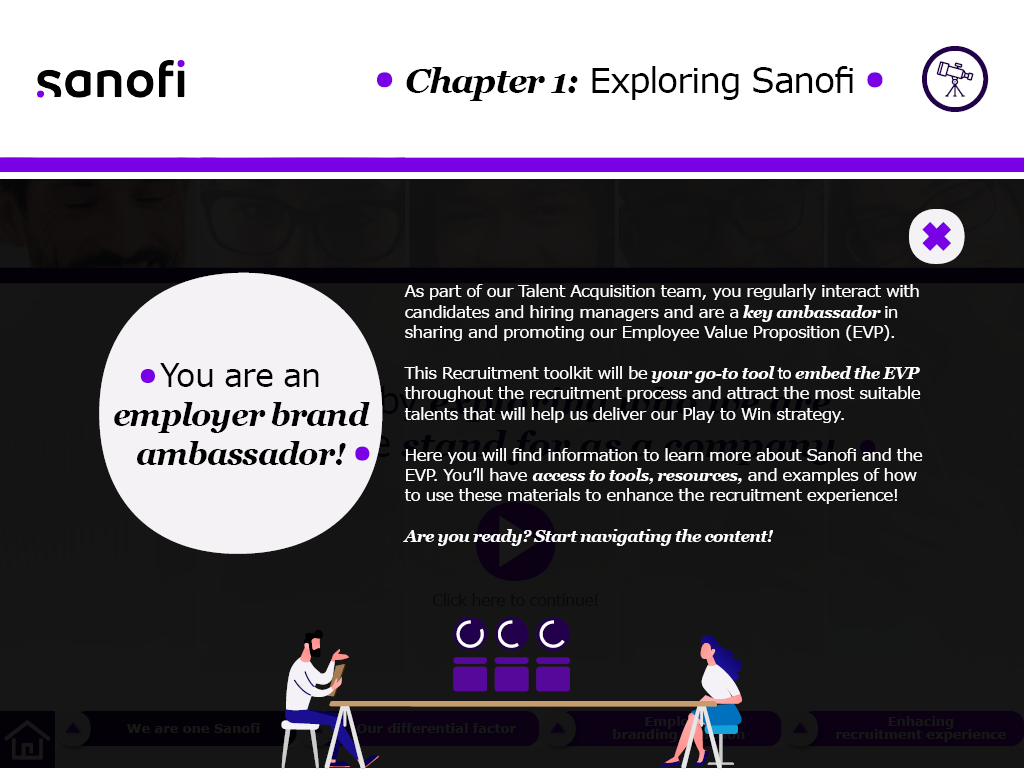 sanofi
• Chapter 1: Exploring Sanofi •
As part of our Talent Acquisition team, you regularly interact with
candidates and hiring managers and are a key ambassador in
sharing and promoting our Employee Value Proposition (EVP).
• You are an
employer brand
ambassador! •
This Recruitment toolkit will be your go-to tool to embed the EVP
throughout the recruitment process and attract the most suitable
talents that will help us deliver our Play to Win strategy.
Here you will find information to learn more about Sanofi and the
EVP. You’ll have access to tools, resources, and examples of how
to use these materials to enhance the recruitment experience!
Are you ready? Start navigating the content!
by
stand for as a company
Click here to continue!
We are one Sanofi
Our differential factor
branding
Enhacing
recruitment experience